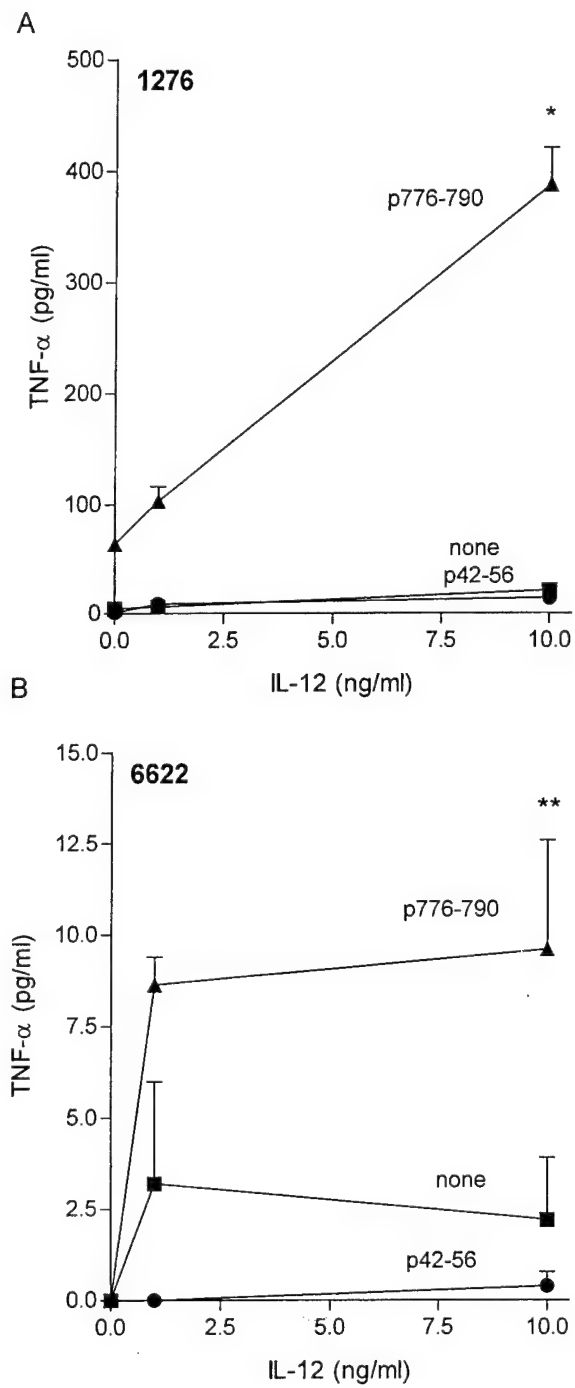 A
500
1276
*
400
p776-790
300
TNF-α (pg/ml)
200
100
none
p42-56
0
0.0 2.5 5.0 7.5 10.0
IL-12 (ng/ml)
B
15.0
6622
**
12.5
p776-790
10.0
TNF-α (pg/ml)
7.5
5.0
none
2.5
p42-56
0.0
0.0 2.5 5.0 7.5 10.0
IL-12 (ng/ml)